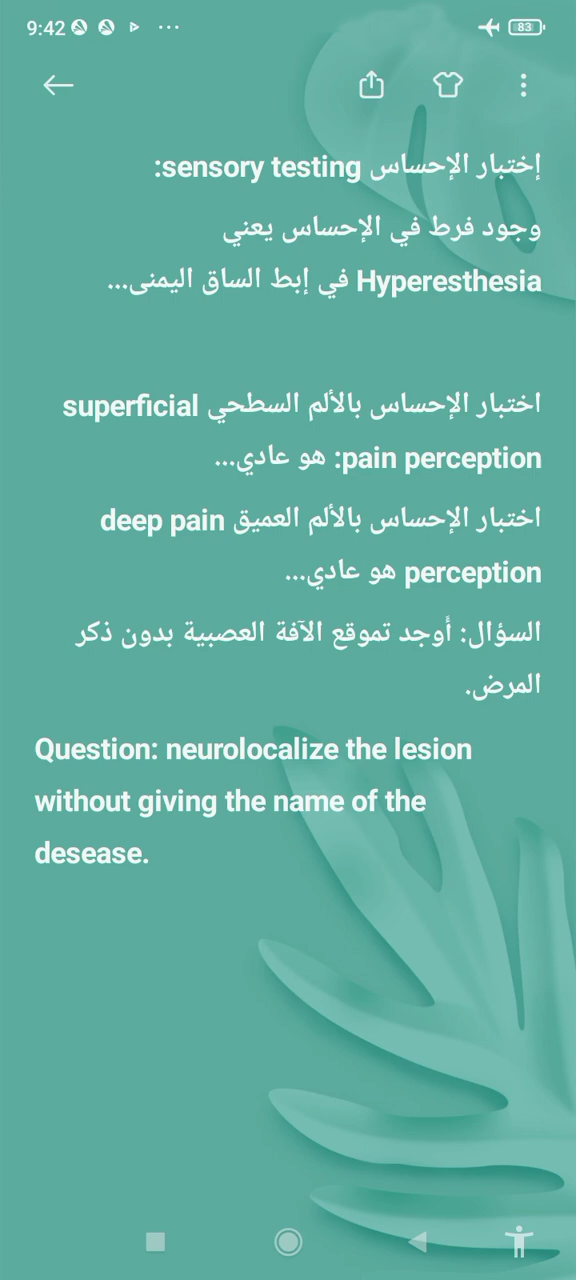 9:42
83
إختبار الإحساس sensory testing:
وجود فرط في الإحساس يعني
Hyperesthesia في إبط الساق اليمنى...
اختبار الإحساس بالألم السطحي superficial
pain perception: هو عادي...
اختبار الإحساس بالألم العميق deep pain
perception هو عادي...
السؤال: أوجد تموقع الآفة العصبية بدون ذكر
المرض.
Question: neurolocalize the lesion
without giving the name of the
desease.